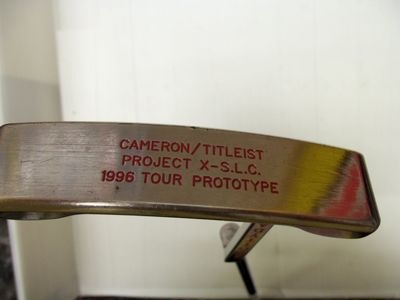 CAMERON/TITLEIST
PROJECT X-S.L.C.
1996 TOUR PROTOTYPE